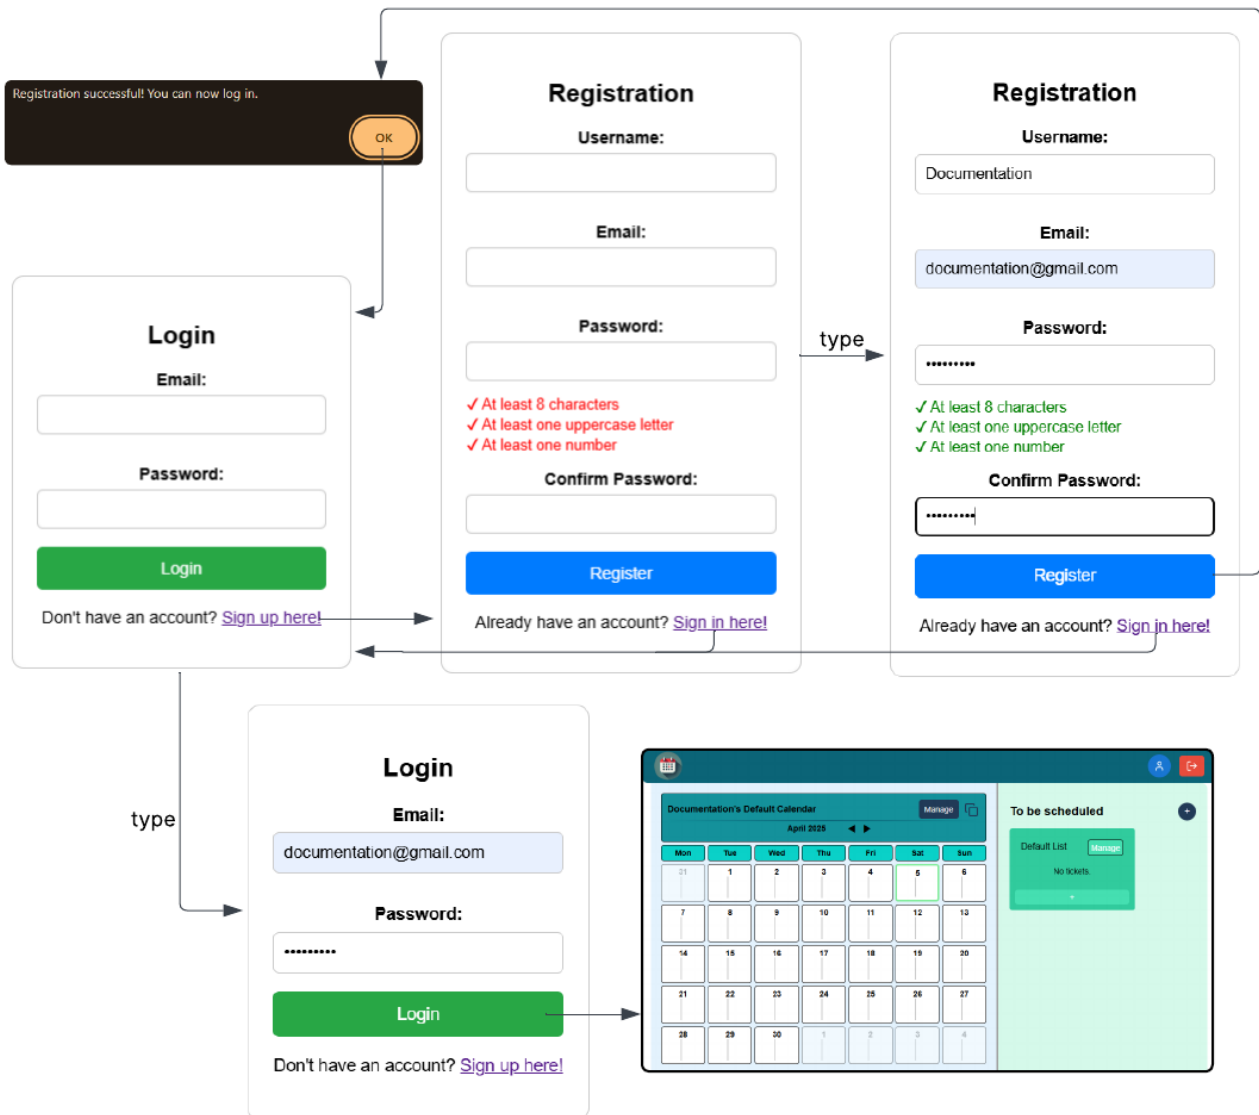 Registration successful! You can now log in.
OK
Login
Email:
Password:
Login
Don't have an account? Sign up here!
Registration
Username:
Email:
Password:
✓ At least 8 characters
✓ At least one uppercase letter
✓ At least one number
Confirm Password:
Register
Already have an account? Sign in here!
type
Registration
Username:
Documentation
Email:
documentation@gmail.com
Password:
•••••••••
✓ At least 8 characters
✓ At least one uppercase letter
✓ At least one number
Confirm Password:
•••••••••
Register
Already have an account? Sign in here!
type
Login
Email:
documentation@gmail.com
Password:
•••••••••
Login
Don't have an account? Sign up here!
Documentation's Default Calendar Manage
April 2025
Mon Tue Wed Thu Fri Sat Sun
31 1 2 3 4 5 6
7 8 9 10 11 12 13
14 15 16 17 18 19 20
21 22 23 24 25 26 27
28 29 30 1 2 3 4
To be scheduled +
Default List Manage
No tickets.
+